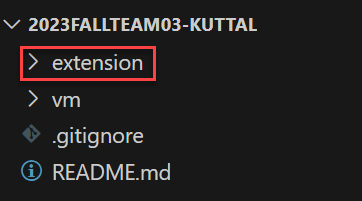 2023FALLTEAM03-KUTTAL
extension
vm
.gitignore
README.md